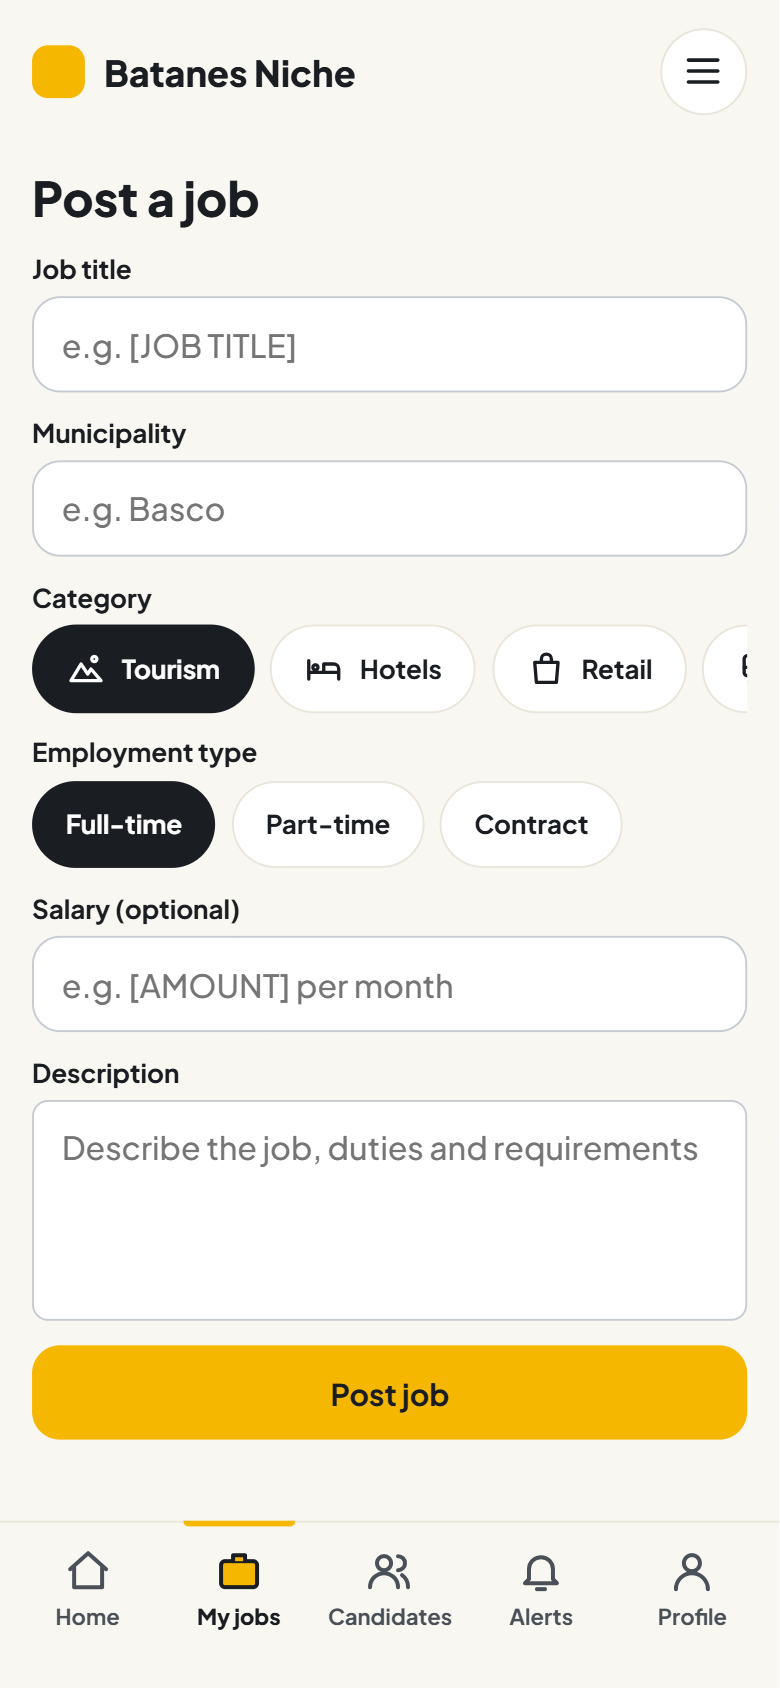 Batanes Niche
Post a job
Job title
e.g. [JOB TITLE]
Municipality
e.g. Basco
Category
Tourism Hotels Retail
Employment type
Full-time Part-time Contract
Salary (optional)
e.g. [AMOUNT] per month
Description
Describe the job, duties and requirements
Post job
Home My jobs Candidates Alerts Profile